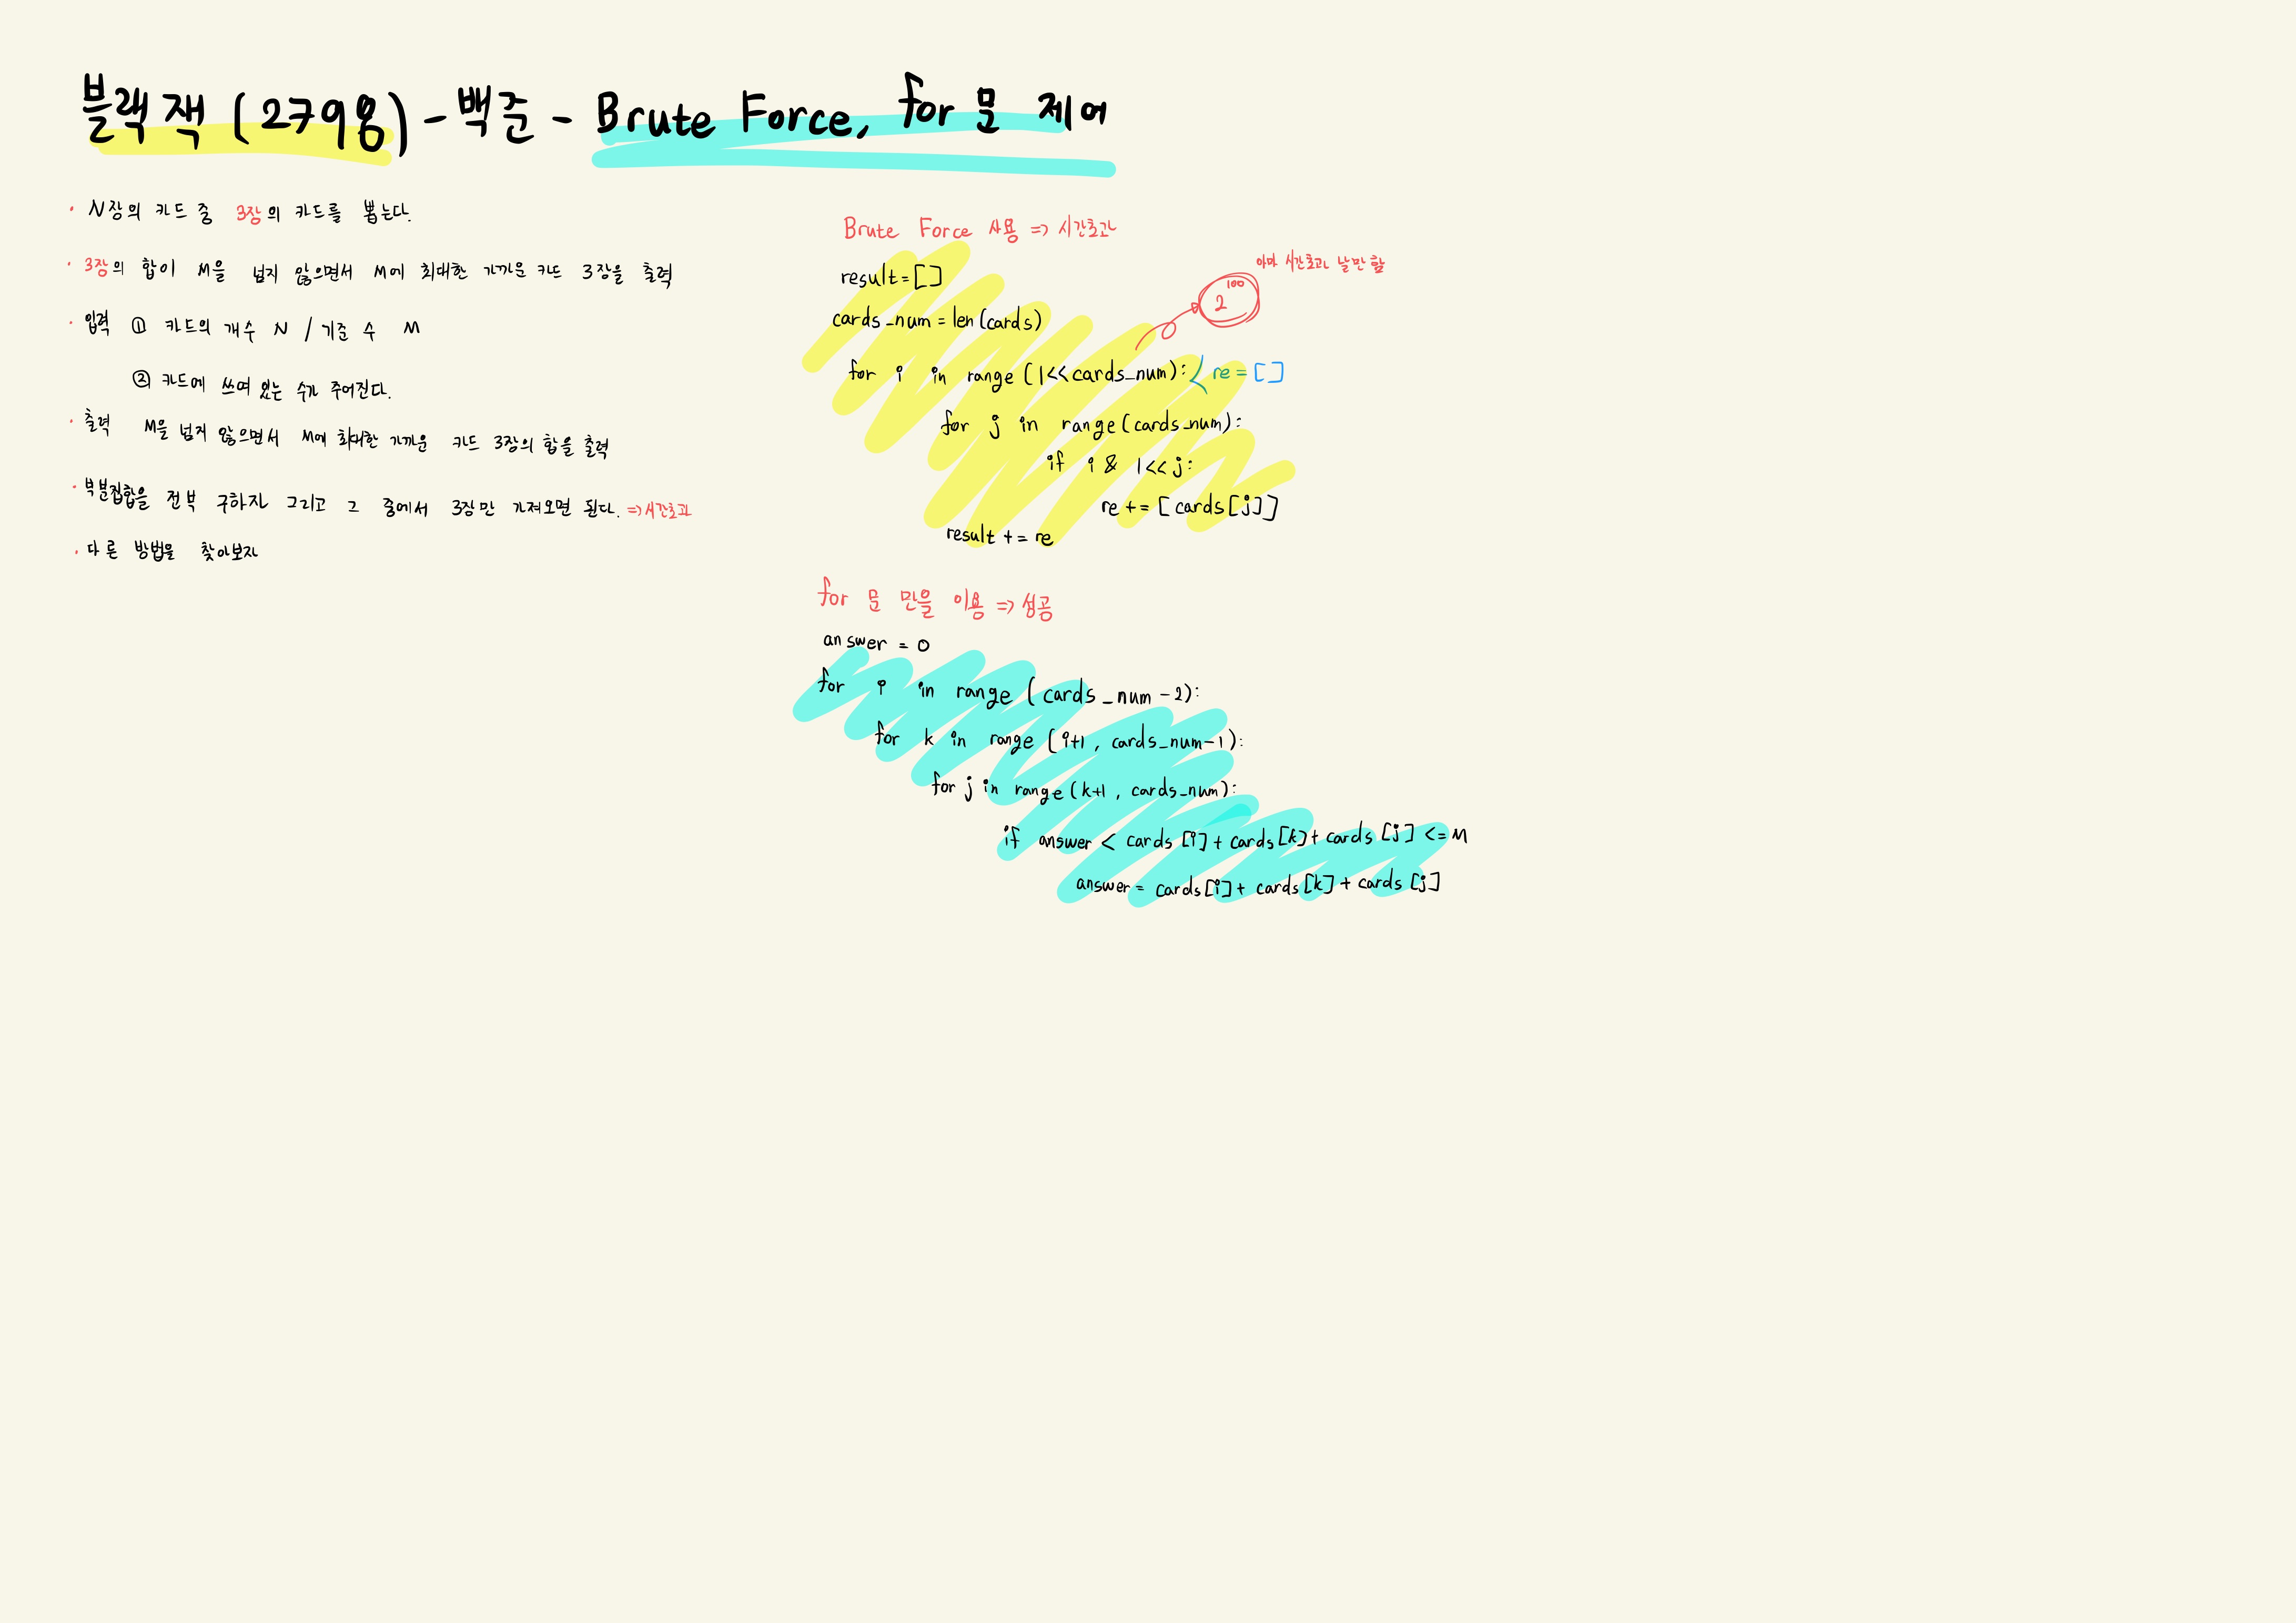 블랙잭 (2798) - 백준 - Brute Force, for 문 제어
· N장의 카드 중 3장의 카드를 뽑는다.
· 3장의 합이 M을 넘지 않으면서 M에 최대한 가까운 카드 3장을 출력
· 입력 ① 카드의 개수 N / 기준 수 M
② 카드에 쓰여 있는 수가 주어진다.
· 출력 M을 넘지 않으면서 M에 최대한 가까운 카드 3장의 합을 출력
· 부분집합을 전부 구하자 그리고 그 중에서 3장만 가져오면 된다. => 시간초과
· 다른 방법을 찾아보자
Brute Force 사용 => 시간초과
아마 시간초과 날만 함
2^100
result = []
cards_num = len(cards)
for i in range (1<<cards_num): < re = []
for j in range (cards_num):
if i & 1<<j:
re += [cards[j]]
result += re
for 문 만을 이용 => 성공
answer = 0
for i in range (cards_num - 2):
for k in range (i+1, cards_num-1):
for j in range (k+1, cards_num):
if answer < cards[i] + cards[k] + cards[j] <= M
answer = cards[i] + cards[k] + cards[j]